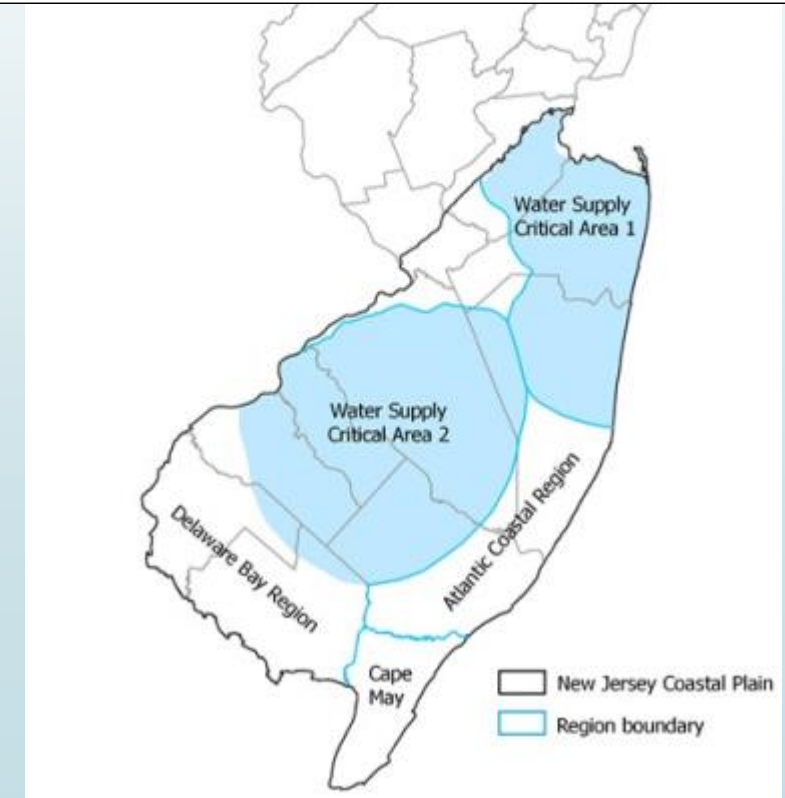 Water Supply
Critical Area 1
Water Supply
Critical Area 2
Delaware Bay Region
Atlantic Coastal Region
Cape
May
New Jersey Coastal Plain
Region boundary